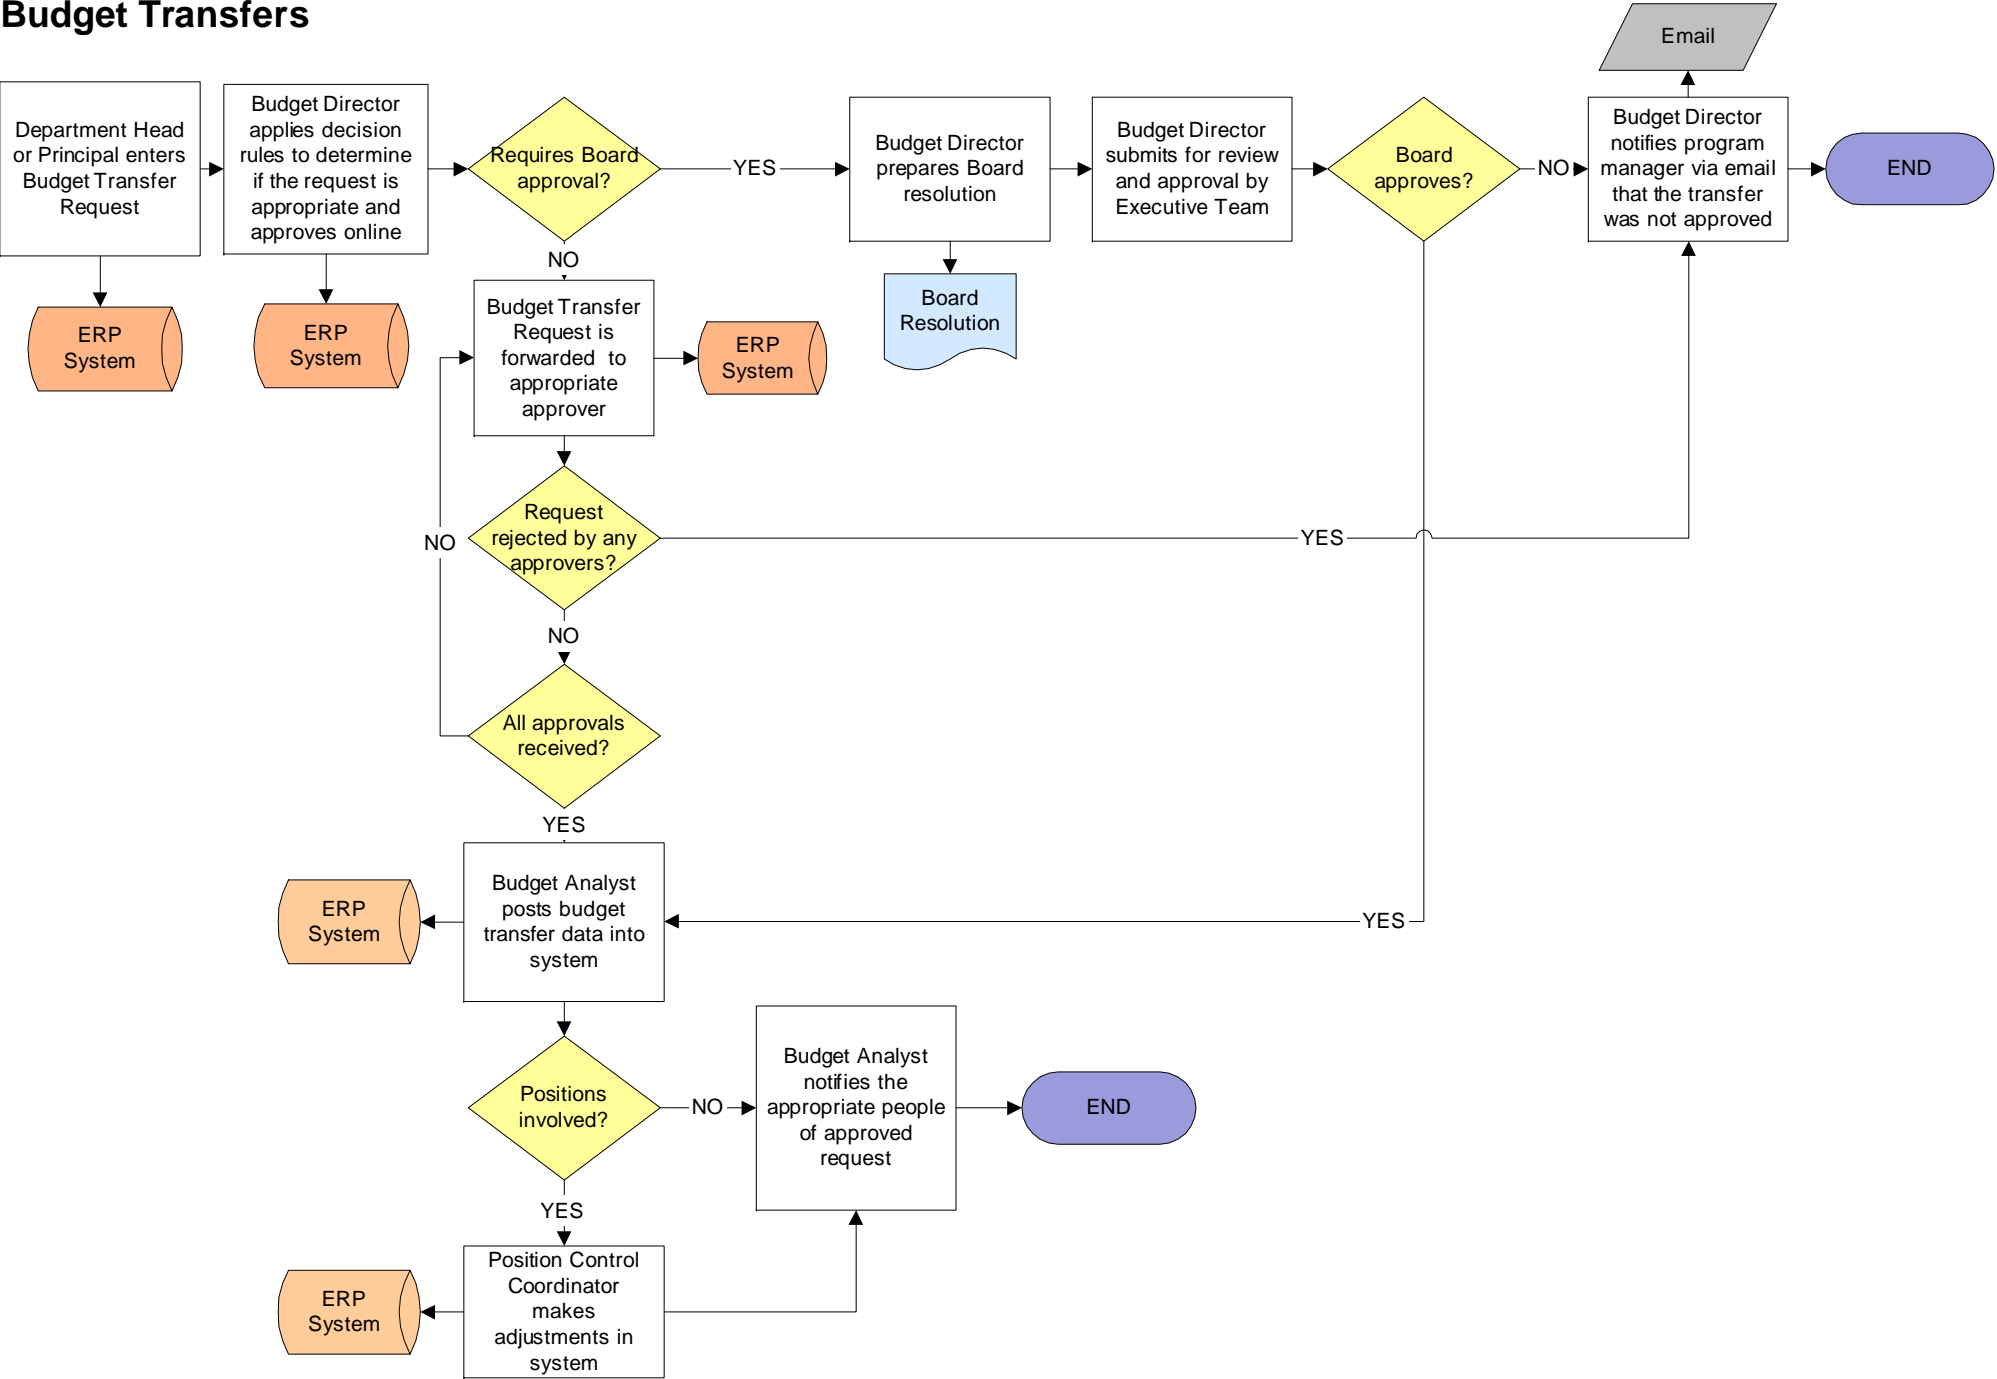 Budget Transfers
Email
Department Head
or Principal enters
Budget Transfer
Request
Budget Director
applies decision
rules to determine
if the request is
appropriate and
approves online
Requires Board
approval?
YES
Budget Director
prepares Board
resolution
Budget Director
submits for review
and approval by
Executive Team
Board
approves?
NO
Budget Director
notifies program
manager via email
that the transfer
was not approved
END
NO
ERP
System
ERP
System
Budget Transfer
Request is
forwarded to
appropriate
approver
ERP
System
Board
Resolution
NO
Request
rejected by any
approvers?
YES
NO
All approvals
received?
YES
ERP
System
Budget Analyst
posts budget
transfer data into
system
YES
Positions
involved?
NO
Budget Analyst
notifies the
appropriate people
of approved
request
END
YES
ERP
System
Position Control
Coordinator
makes
adjustments in
system